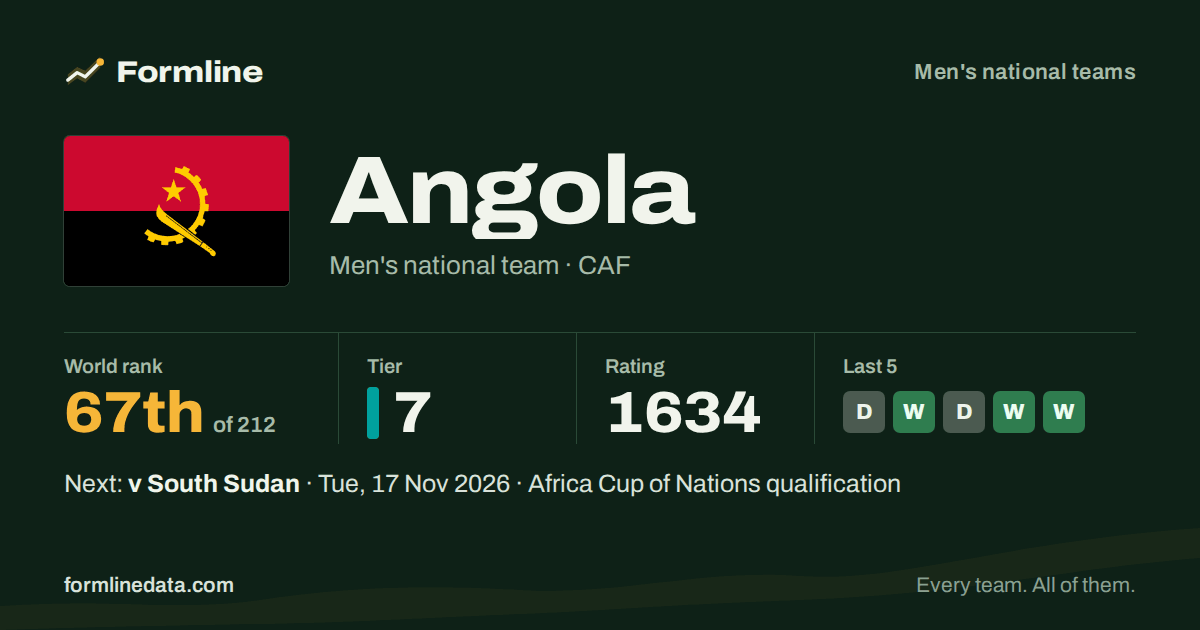 Formline
Men's national teams
Angola
Men's national team · CAF
World rank
67th of 212
Tier
7
Rating
1634
Last 5
D W D W W
Next: v South Sudan · Tue, 17 Nov 2026 · Africa Cup of Nations qualification
formlinedata.com
Every team. All of them.